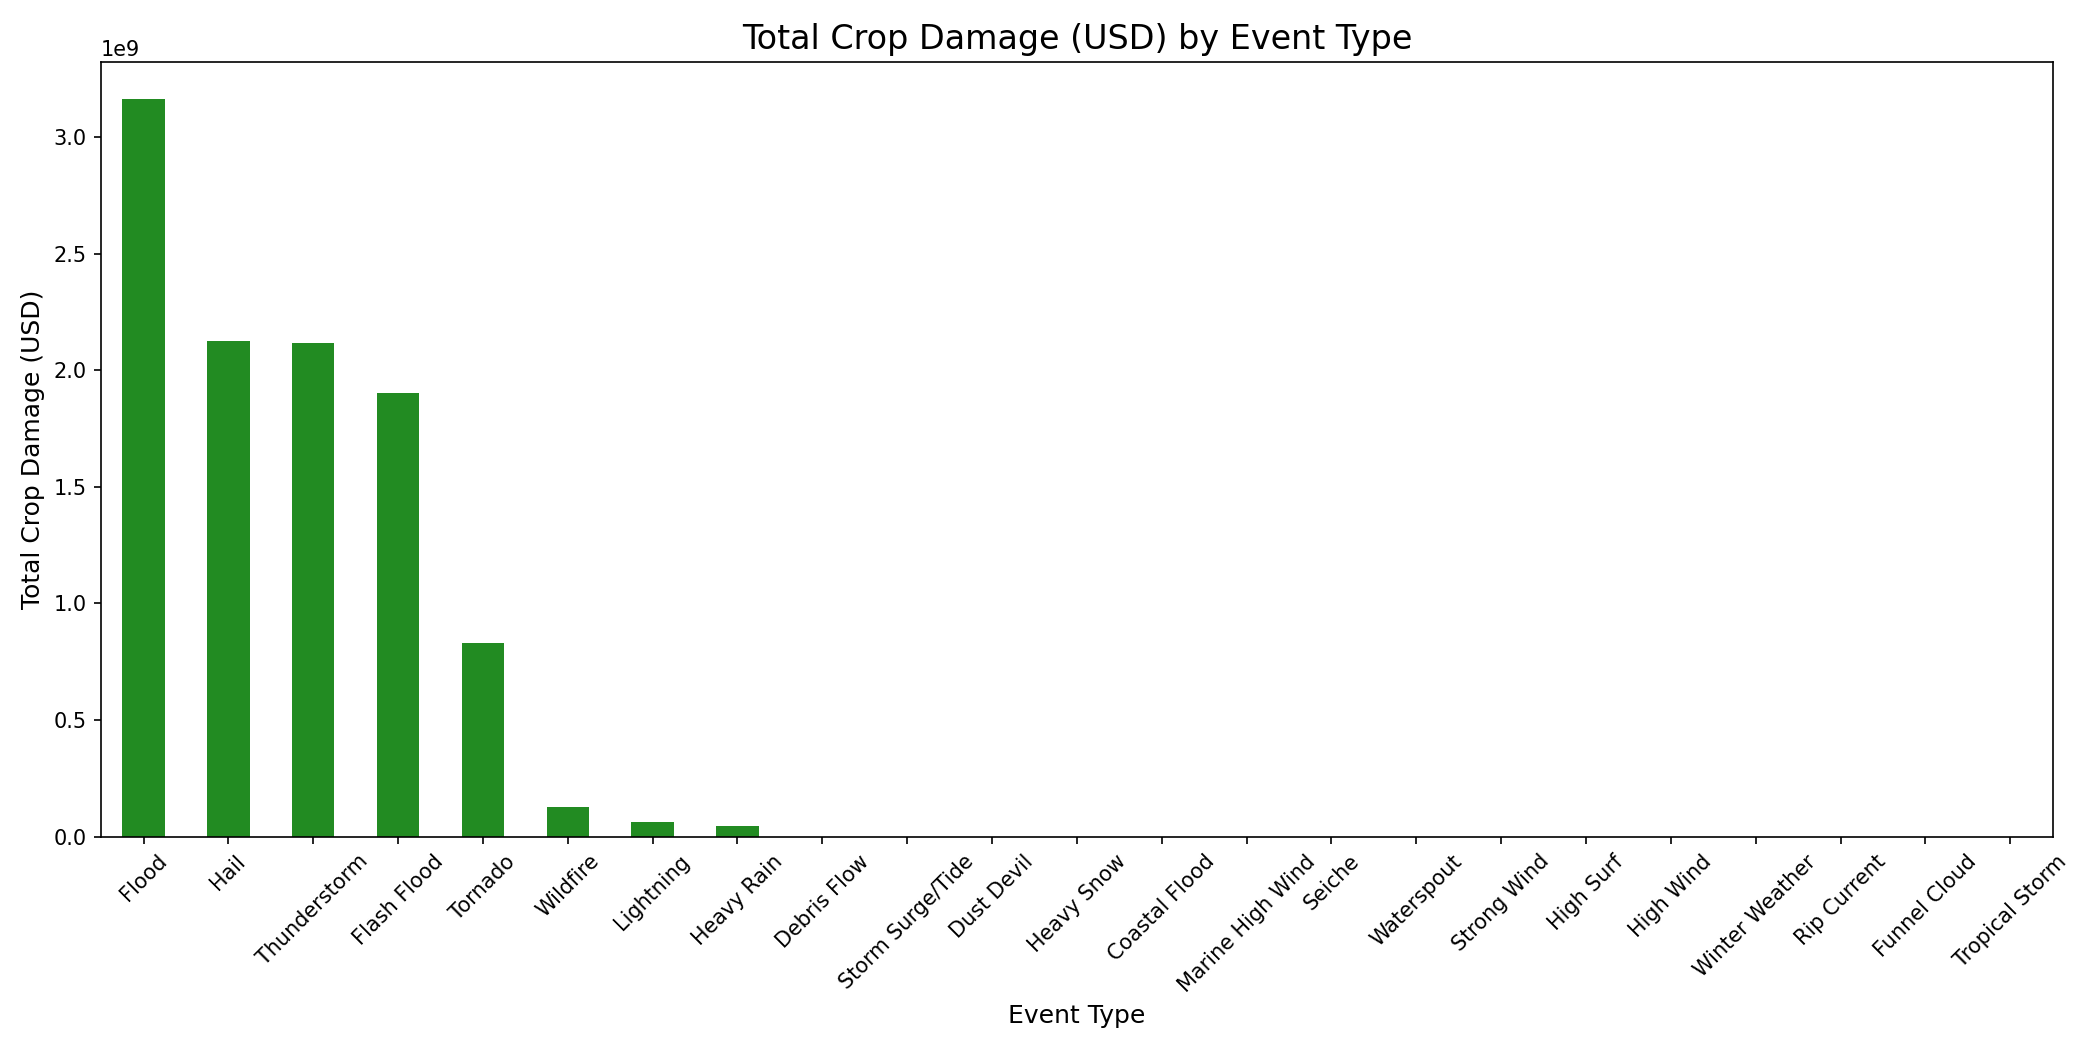 Total Crop Damage (USD) by Event Type
1e9
3.0
2.5
2.0
1.5
1.0
0.5
0.0
Total Crop Damage (USD)
Flood
Hail
Thunderstorm
Flash Flood
Tornado
Wildfire
Lightning
Heavy Rain
Debris Flow
Storm Surge/Tide
Dust Devil
Heavy Snow
Coastal Flood
Marine High Wind
Seiche
Waterspout
Strong Wind
High Surf
High Wind
Winter Weather
Rip Current
Funnel Cloud
Tropical Storm
Event Type